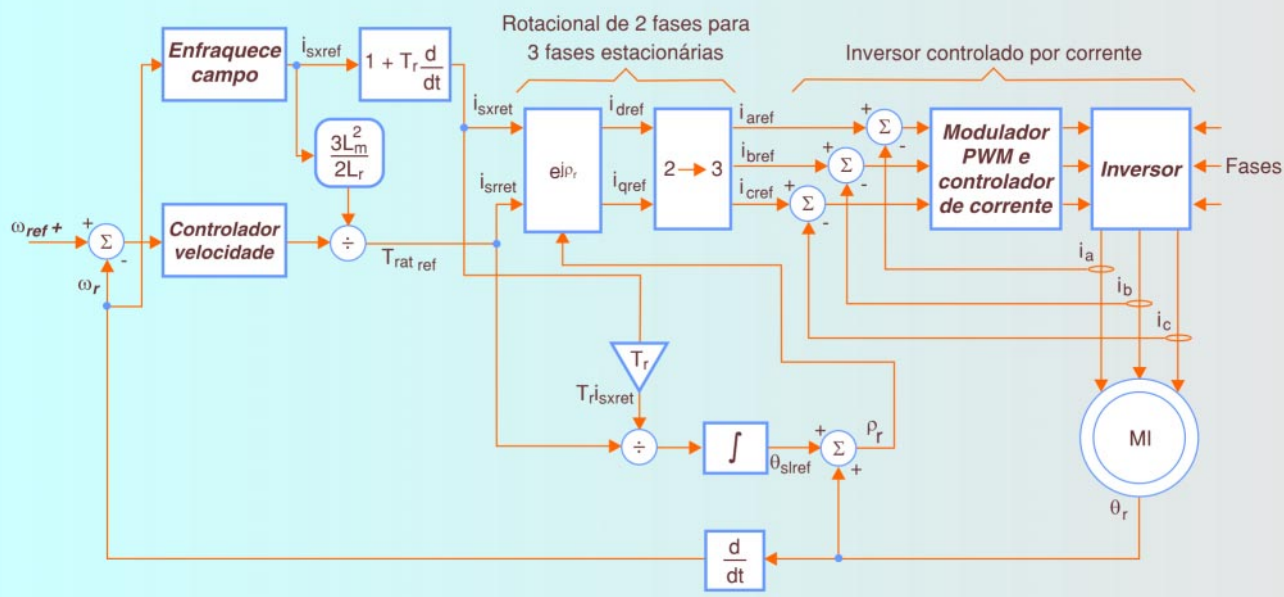 Rotacional de 2 fases para
3 fases estacionárias
Inversor controlado por corrente
Enfraquece
campo
i_sxref
1 + T_r d/dt
i_sxret
i_dref
i_aref
+
Σ
-
Modulador
PWM e
controlador
de corrente
Inversor
Fases
3L_m^2
2L_r
e^jρ_r
2 → 3
i_bref
+
Σ
-
i_srret
i_qref
i_cref
+
Σ
-
ω_ref +
+
Σ
-
Controlador
velocidade
÷
T_rat ref
ω_r
i_a
i_b
i_c
T_r
T_r i_sxret
÷
∫
θ_slref
+
Σ
+
ρ_r
MI
θ_r
d
dt